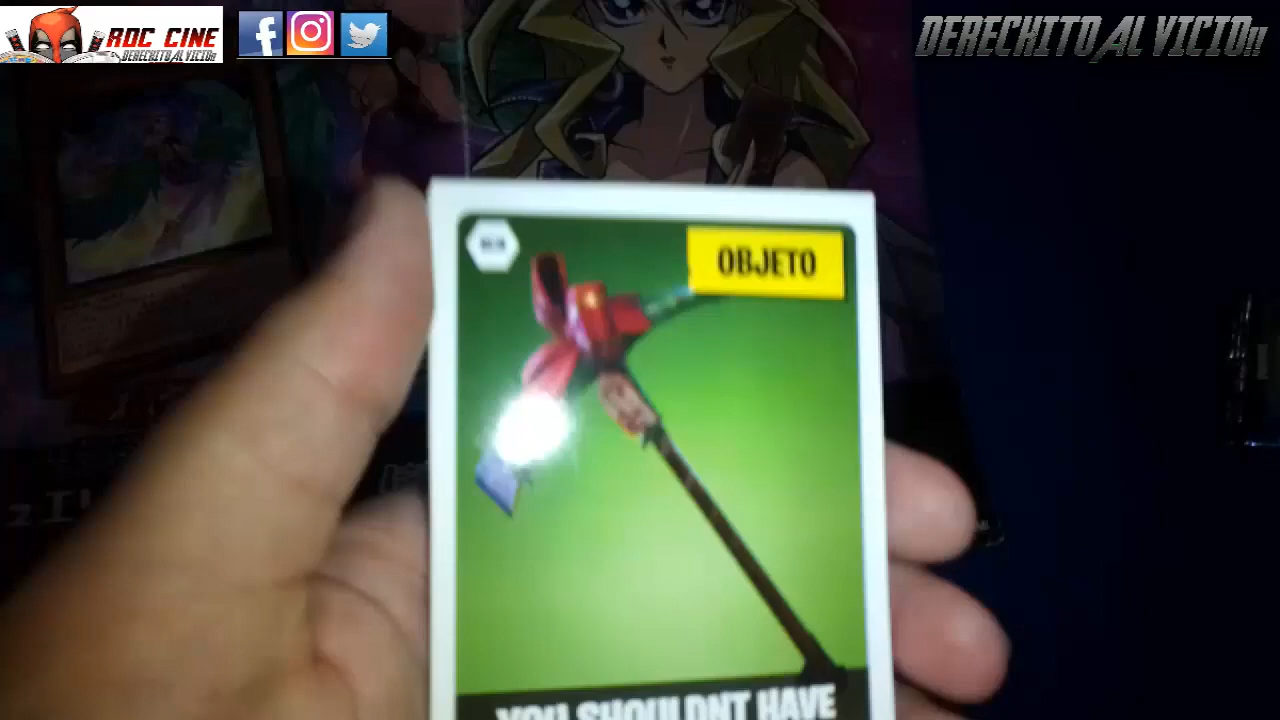 ROC CINE
DERECHITO AL VICIO!!
DERECHITO AL VICIO!!
OBJETO
YOU SHOULDNT HAVE